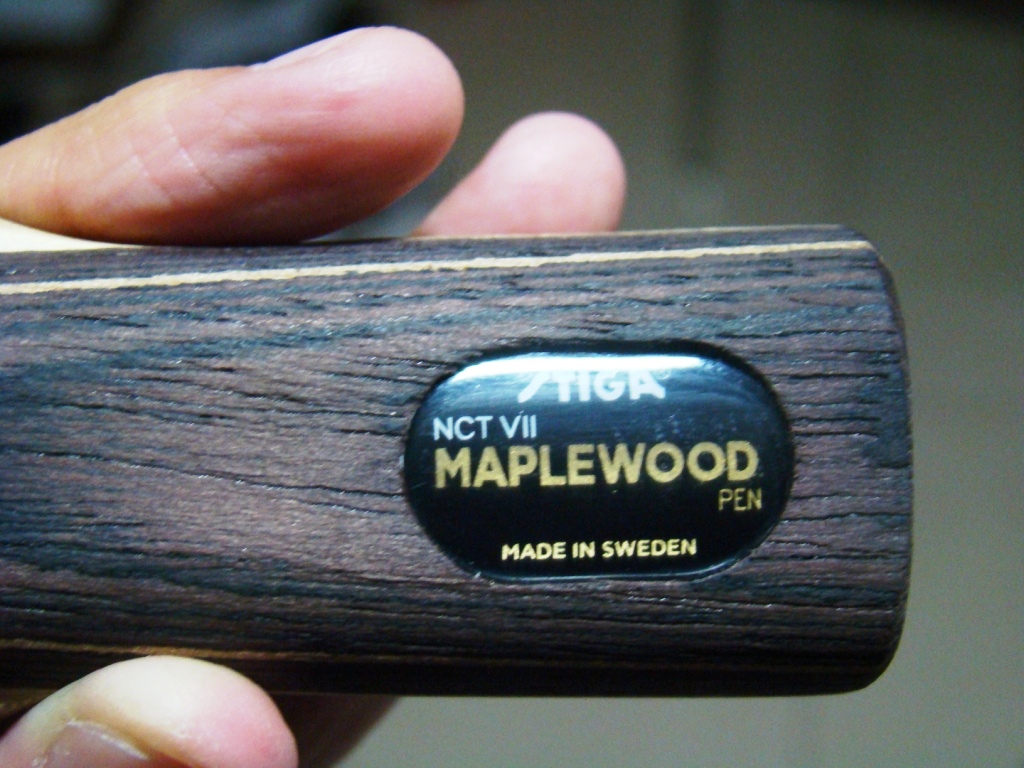 STIGA
NCT VII
MAPLEWOOD
PEN
MADE IN SWEDEN